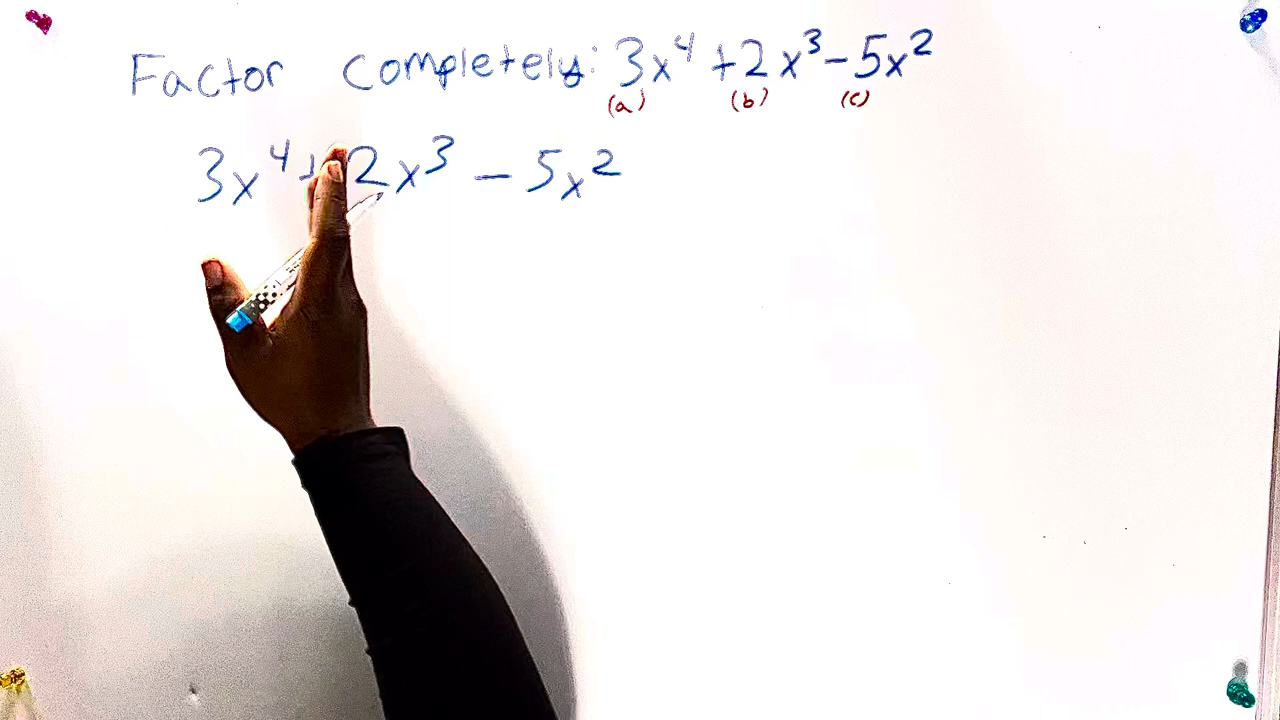 Factor completely: 3x⁴ + 2x³ - 5x²
(a) (b) (c)
3x⁴ + 2x³ - 5x²